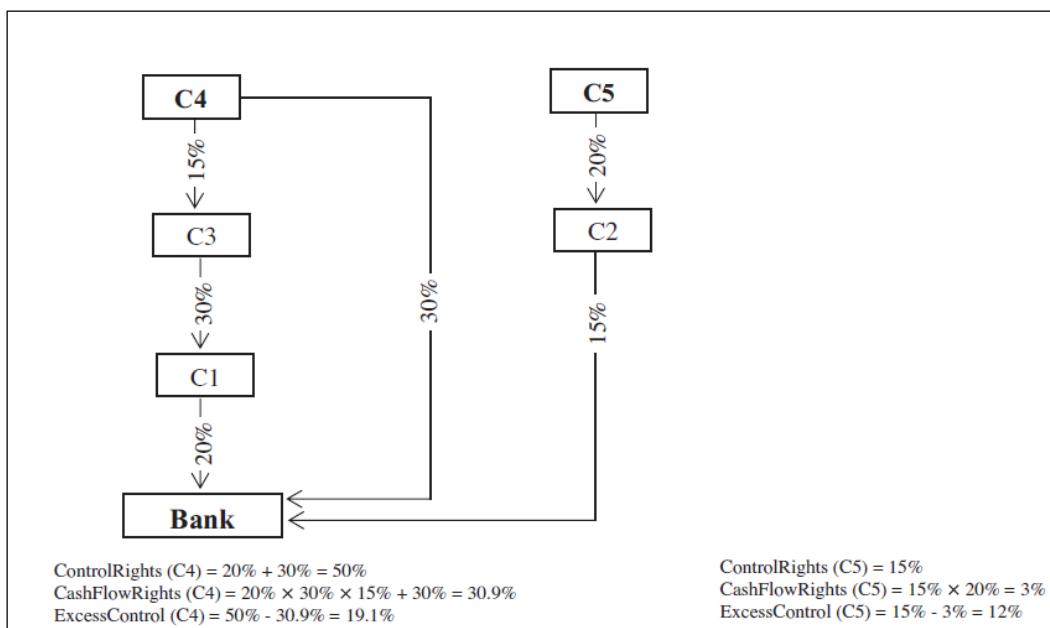 C4
C5
15%
20%
C3
C2
30%
30%
15%
C1
20%
Bank
ControlRights (C4) = 20% + 30% = 50%
CashFlowRights (C4) = 20% × 30% × 15% + 30% = 30.9%
ExcessControl (C4) = 50% - 30.9% = 19.1%
ControlRights (C5) = 15%
CashFlowRights (C5) = 15% × 20% = 3%
ExcessControl (C5) = 15% - 3% = 12%